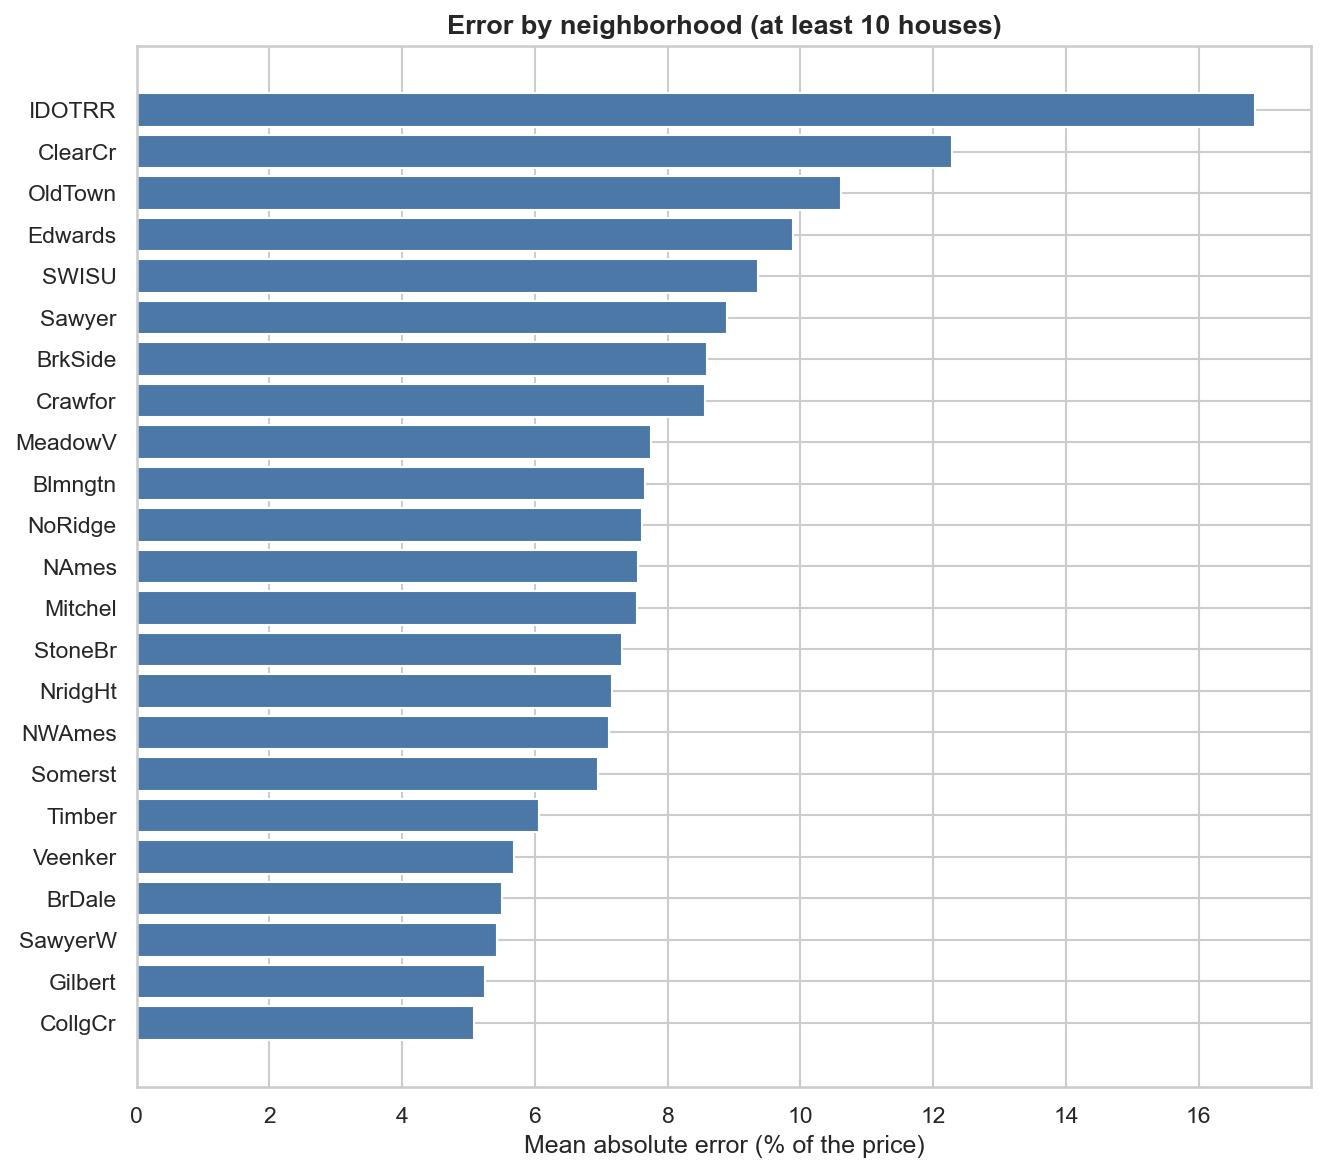 Error by neighborhood (at least 10 houses)
IDOTRR
ClearCr
OldTown
Edwards
SWISU
Sawyer
BrkSide
Crawfor
MeadowV
Blmngtn
NoRidge
NAmes
Mitchel
StoneBr
NridgHt
NWAmes
Somerst
Timber
Veenker
BrDale
SawyerW
Gilbert
CollgCr
0 2 4 6 8 10 12 14 16
Mean absolute error (% of the price)